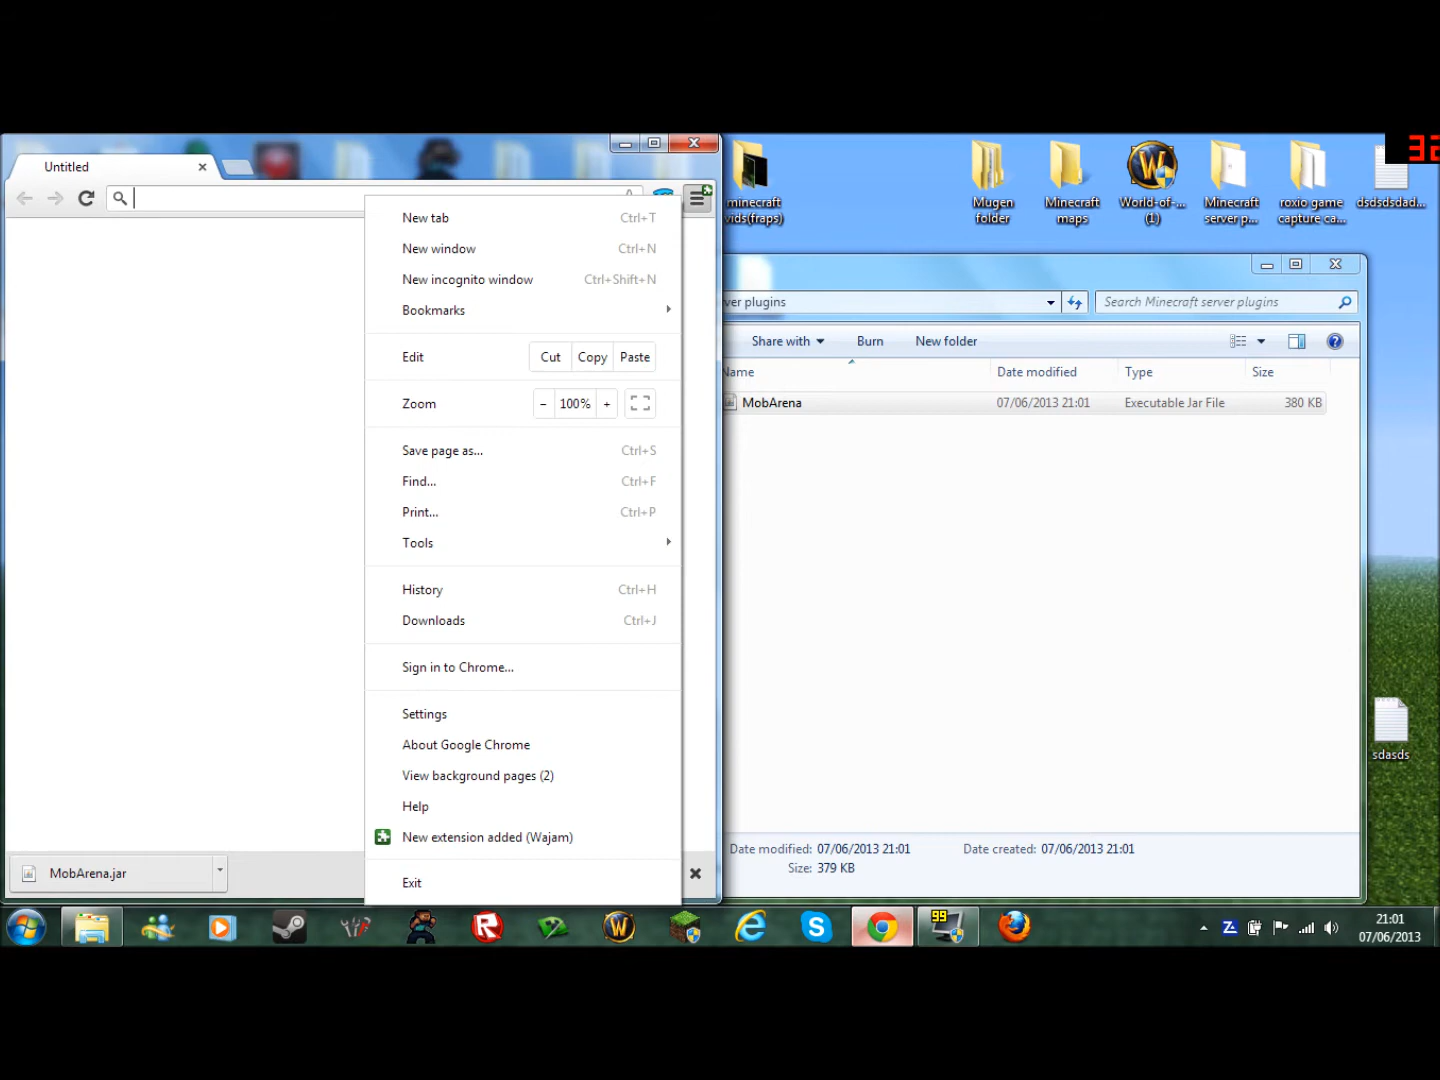 Untitled
New tab Ctrl+T
New window Ctrl+N
New incognito window Ctrl+Shift+N
Bookmarks
Edit Cut Copy Paste
Zoom − 100% +
Save page as... Ctrl+S
Find... Ctrl+F
Print... Ctrl+P
Tools
History Ctrl+H
Downloads Ctrl+J
Sign in to Chrome...
Settings
About Google Chrome
View background pages (2)
Help
New extension added (Wajam)
Exit
MobArena.jar
minecraft
vids(fraps)
Mugen
folder
Minecraft
maps
World-of-...
(1)
Minecraft
server p...
roxio game
capture ca...
dsdsdsdad...
32
ver plugins
Search Minecraft server plugins
Share with Burn New folder
Name Date modified Type Size
MobArena 07/06/2013 21:01 Executable Jar File 380 KB
Date modified: 07/06/2013 21:01 Date created: 07/06/2013 21:01
Size: 379 KB
sdasds
99
21:01
07/06/2013